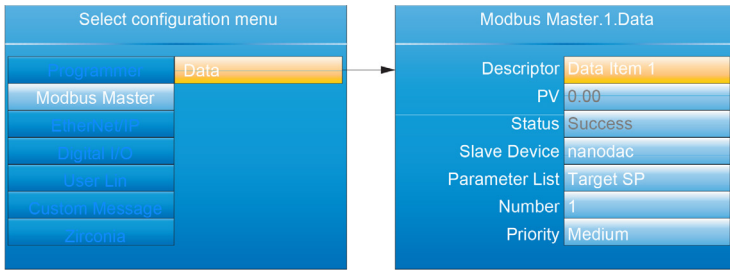 Select configuration menu
Programmer
Data
Modbus Master
EtherNet/IP
Digital I/O
User Lin
Custom Message
Zirconia
Modbus Master.1.Data
Descriptor Data Item 1
PV 0.00
Status Success
Slave Device nanodac
Parameter List Target SP
Number 1
Priority Medium